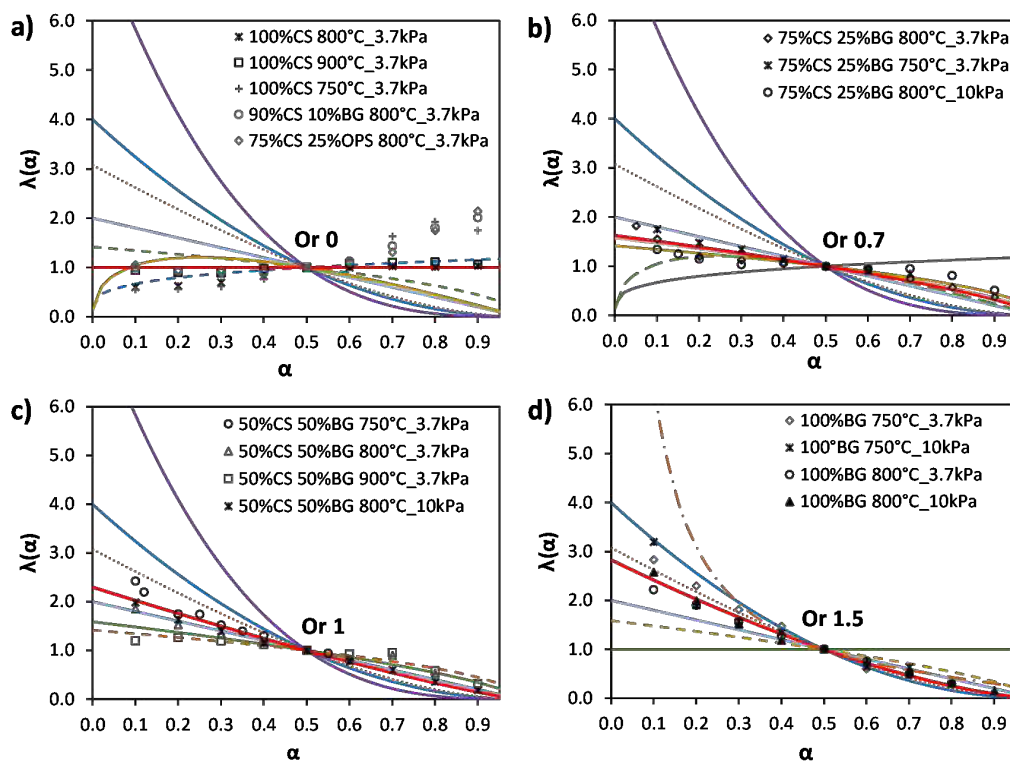 a)
6.0
5.0
4.0
3.0
2.0
1.0
0.0
λ(α)
100%CS 800°C_3.7kPa
100%CS 900°C_3.7kPa
100%CS 750°C_3.7kPa
90%CS 10%BG 800°C_3.7kPa
75%CS 25%OPS 800°C_3.7kPa
Or 0
0.0 0.1 0.2 0.3 0.4 0.5 0.6 0.7 0.8 0.9
α
b)
6.0
5.0
4.0
3.0
2.0
1.0
0.0
λ(α)
75%CS 25%BG 800°C_3.7kPa
75%CS 25%BG 750°C_3.7kPa
75%CS 25%BG 800°C_10kPa
Or 0.7
0.0 0.1 0.2 0.3 0.4 0.5 0.6 0.7 0.8 0.9
α
c)
6.0
5.0
4.0
3.0
2.0
1.0
0.0
λ(α)
50%CS 50%BG 750°C_3.7kPa
50%CS 50%BG 800°C_3.7kPa
50%CS 50%BG 900°C_3.7kPa
50%CS 50%BG 800°C_10kPa
Or 1
0.0 0.1 0.2 0.3 0.4 0.5 0.6 0.7 0.8 0.9
α
d)
6.0
5.0
4.0
3.0
2.0
1.0
0.0
λ(α)
100%BG 750°C_3.7kPa
100°BG 750°C_10kPa
100%BG 800°C_3.7kPa
100%BG 800°C_10kPa
Or 1.5
0.0 0.1 0.2 0.3 0.4 0.5 0.6 0.7 0.8 0.9
α